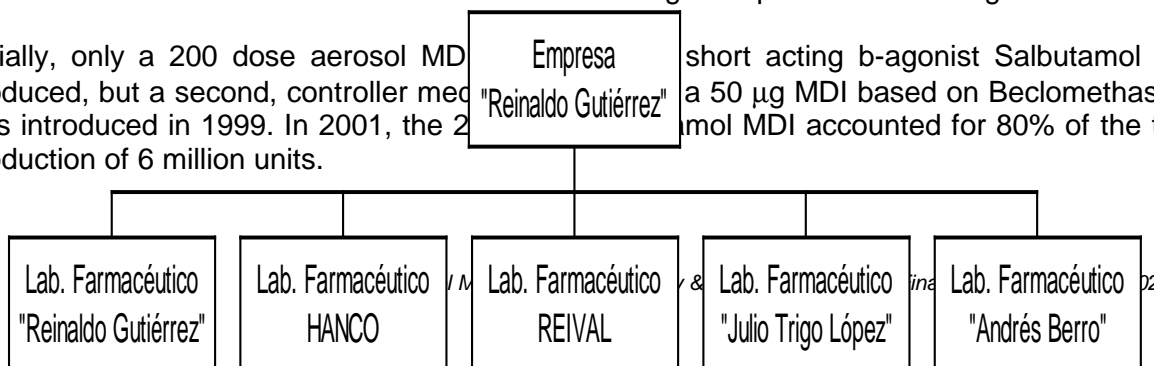 ially, only a 200 dose aerosol MD short acting b-agonist Salbutamol
oduced, but a second, controller med a 50 µg MDI based on Beclomethas
s introduced in 1999. In 2001, the 2 amol MDI accounted for 80% of the
oduction of 6 million units.
Empresa
"Reinaldo Gutiérrez"
Lab. Farmacéutico
"Reinaldo Gutiérrez"
Lab. Farmacéutico
HANCO
Lab. Farmacéutico
REIVAL
Lab. Farmacéutico
"Julio Trigo López"
Lab. Farmacéutico
"Andrés Berro"